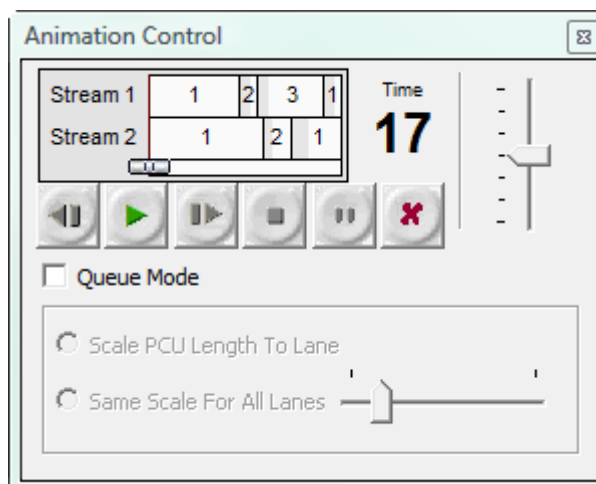 Animation Control
Stream 1 1 2 3 1
Stream 2 1 2 1
Time
17
Queue Mode
Scale PCU Length To Lane
Same Scale For All Lanes